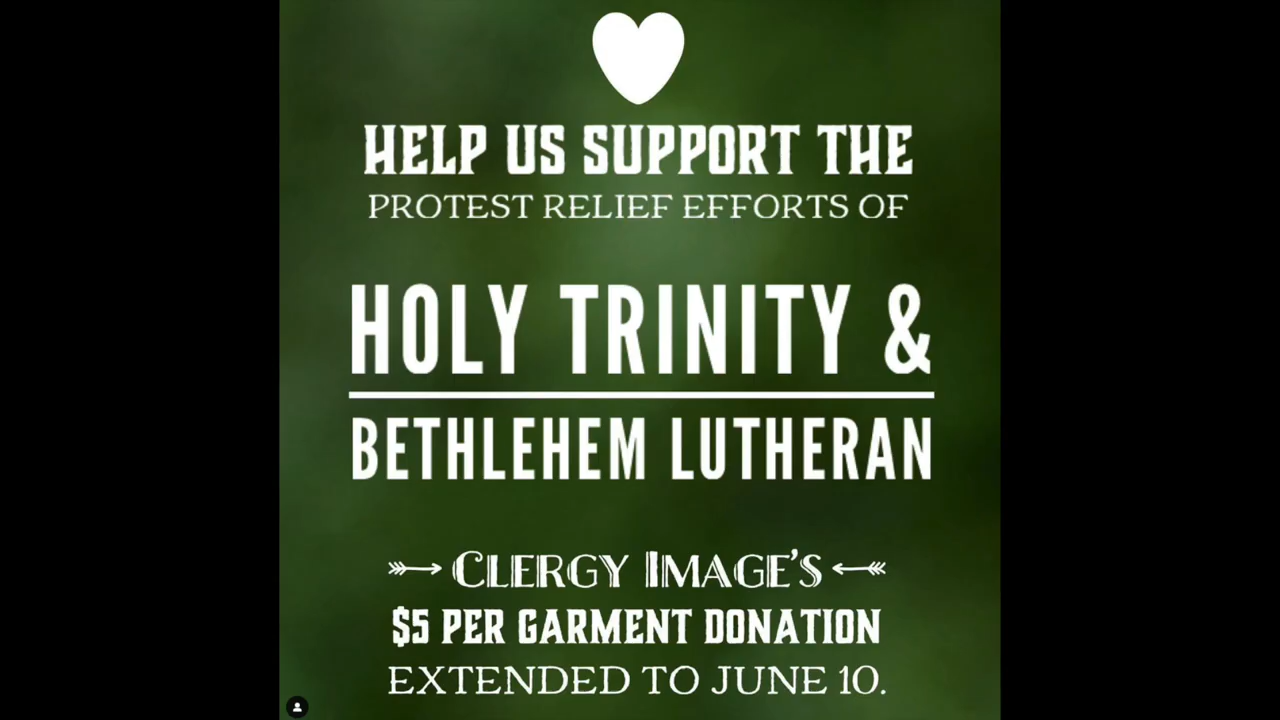 HELP US SUPPORT THE
PROTEST RELIEF EFFORTS OF
HOLY TRINITY &
BETHLEHEM LUTHERAN
CLERGY IMAGE'S
$5 PER GARMENT DONATION
EXTENDED TO JUNE 10.